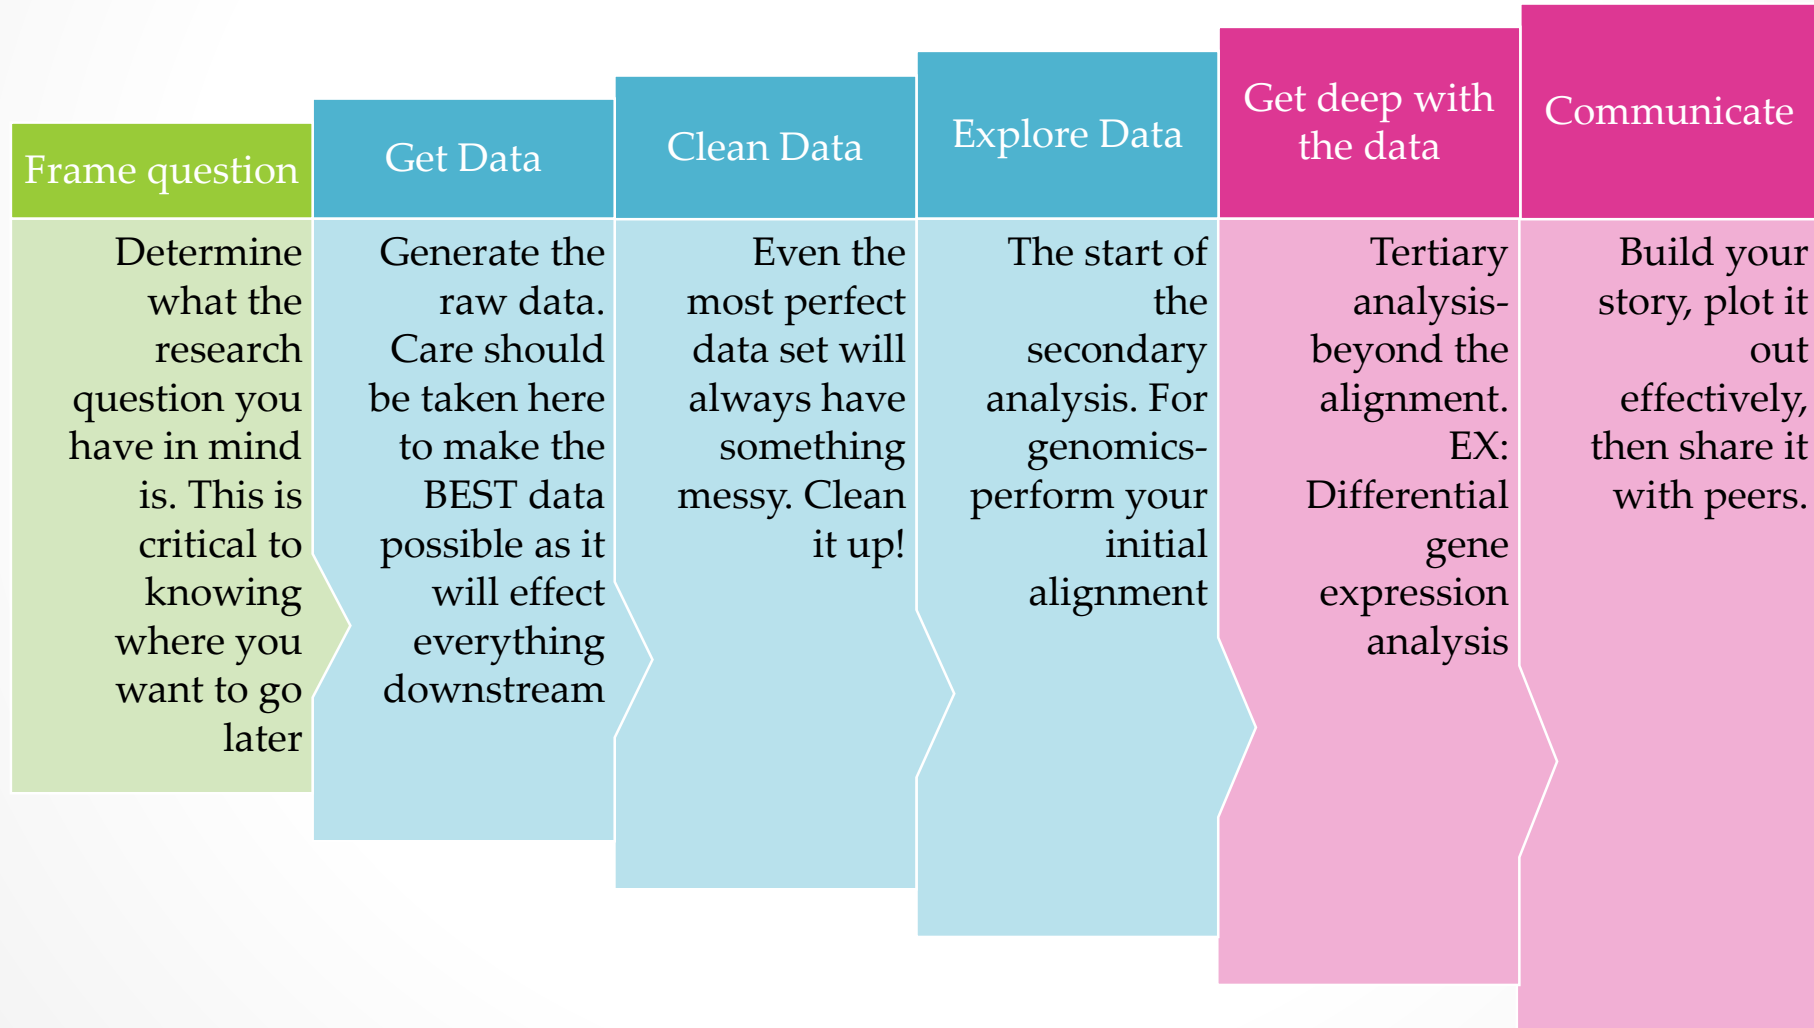 Frame question
Determine
what the
research
question you
have in mind
is. This is
critical to
knowing
where you
want to go
later
Get Data
Generate the
raw data.
Care should
be taken here
to make the
BEST data
possible as it
will effect
everything
downstream
Clean Data
Even the
most perfect
data set will
always have
something
messy. Clean
it up!
Explore Data
The start of
the
secondary
analysis. For
genomics-
perform your
initial
alignment
Get deep with
the data
Tertiary
analysis-
beyond the
alignment.
EX:
Differential
gene
expression
analysis
Communicate
Build your
story, plot it
out
effectively,
then share it
with peers.